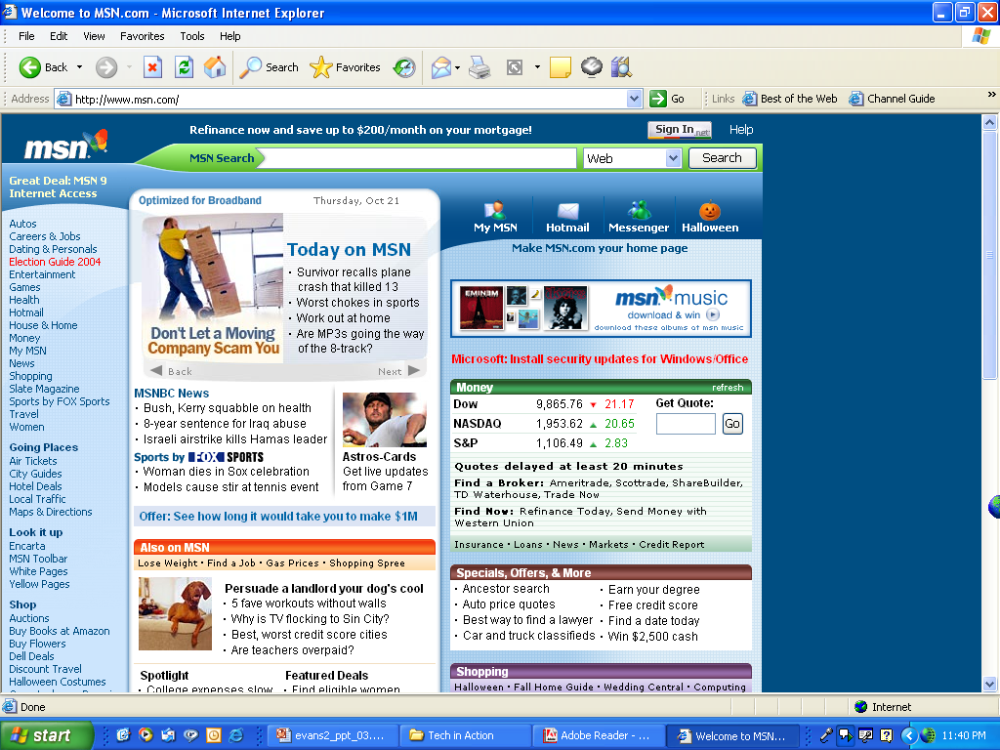 Welcome to MSN.com - Microsoft Internet Explorer
File Edit View Favorites Tools Help
Back Search Favorites
Address http://www.msn.com/ Go Links Best of the Web Channel Guide »
msn
Refinance now and save up to $200/month on your mortgage! Sign In .net Help
MSN Search Web Search
Great Deal: MSN 9
Internet Access
Autos
Careers & Jobs
Dating & Personals
Election Guide 2004
Entertainment
Games
Health
Hotmail
House & Home
Money
My MSN
News
Shopping
Slate Magazine
Sports by FOX Sports
Travel
Women
Going Places
Air Tickets
City Guides
Hotel Deals
Local Traffic
Maps & Directions
Look it up
Encarta
MSN Toolbar
White Pages
Yellow Pages
Shop
Auctions
Buy Books at Amazon
Buy Flowers
Dell Deals
Discount Travel
Halloween Costumes
Optimized for Broadband Thursday, Oct 21
Don't Let a Moving
Company Scam You
Today on MSN
· Survivor recalls plane
crash that killed 13
· Worst chokes in sports
· Work out at home
· Are MP3s going the way
of the 8-track?
Back Next
MSNBC News
· Bush, Kerry squabble on health
· 8-year sentence for Iraq abuse
· Israeli airstrike kills Hamas leader
Sports by FOX SPORTS
· Woman dies in Sox celebration
· Models cause stir at tennis event
Astros-Cards
Get live updates
from Game 7
Offer: See how long it would take you to make $1M
Also on MSN
Lose Weight • Find a Job • Gas Prices • Shopping Spree
Persuade a landlord your dog's cool
· 5 fave workouts without walls
· Why is TV flocking to Sin City?
· Best, worst credit score cities
· Are teachers overpaid?
Spotlight
· College expenses slow
Featured Deals
· Find eligible women
My MSN Hotmail Messenger Halloween
Make MSN.com your home page
EMINEM
msn music
download & win
download these albums at msn music
Microsoft: Install security updates for Windows/Office
Money refresh
Dow 9,865.76 21.17 Get Quote:
NASDAQ 1,953.62 20.65 Go
S&P 1,106.49 2.83
Quotes delayed at least 20 minutes
Find a Broker: Ameritrade, Scottrade, ShareBuilder,
TD Waterhouse, Trade Now
Find Now: Refinance Today, Send Money with
Western Union
Insurance • Loans • News • Markets • Credit Report
Specials, Offers, & More
· Ancestor search
· Auto price quotes
· Best way to find a lawyer
· Car and truck classifieds
· Earn your degree
· Free credit score
· Find a date today
· Win $2,500 cash
Shopping
Halloween • Fall Home Guide • Wedding Central • Computing
Done Internet
start evans2_ppt_03.... Tech in Action Adobe Reader - ... Welcome to MSN... 11:40 PM